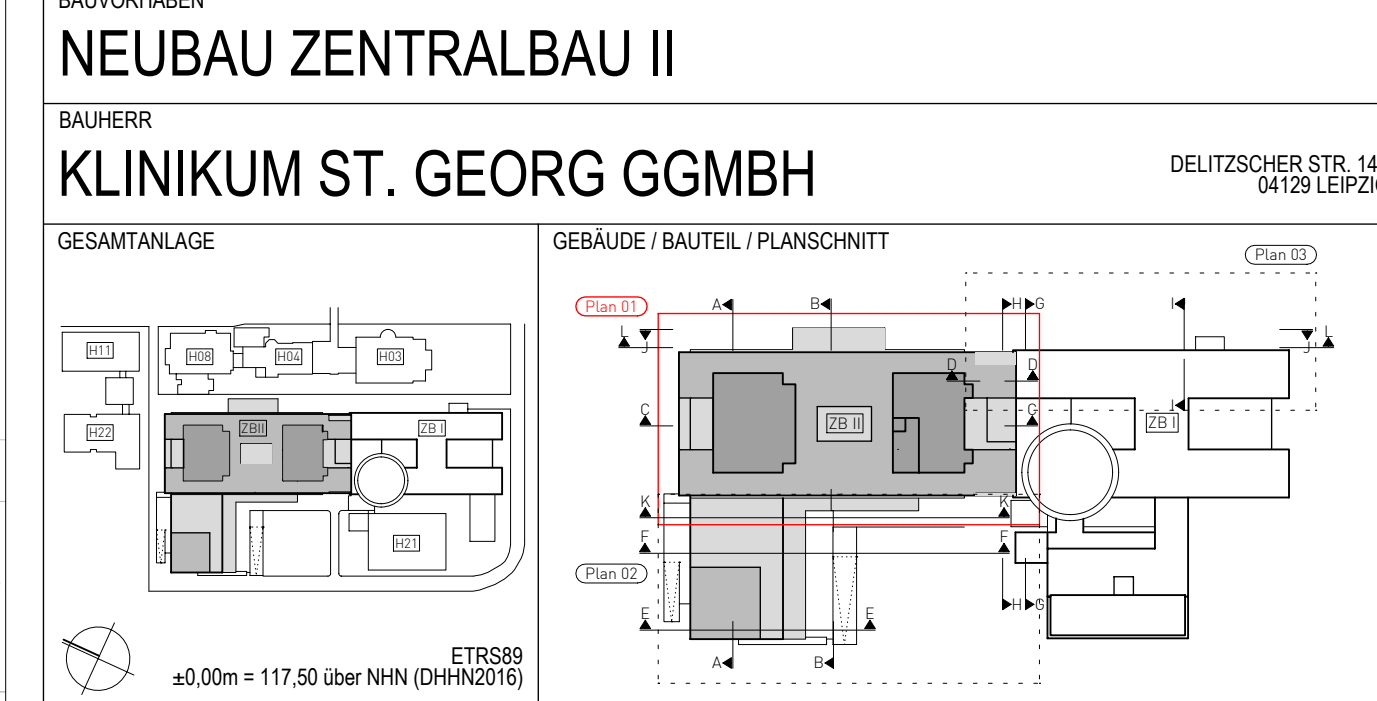 BAUVORHABEN
NEUBAU ZENTRALBAU II
BAUHERR
KLINIKUM ST. GEORG GGMBH
DELITZSCHER STR. 14
04129 LEIPZIG
GESAMTANLAGE
H11
H08
H04
H03
H22
ZBII
ZB I
H21
ETRS89
±0,00m = 117,50 über NHN (DHHN2016)
GEBÄUDE / BAUTEIL / PLANSCHNITT
Plan 03
Plan 01
A
B
H
G
I
L
J
L
J
D
D
C
G
I
ZB II
ZB I
K
K
F
F
Plan 02
H
G
E
E
A
B